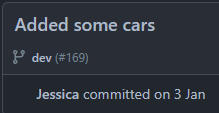 Added some cars
dev (#169)
Jessica committed on 3 Jan